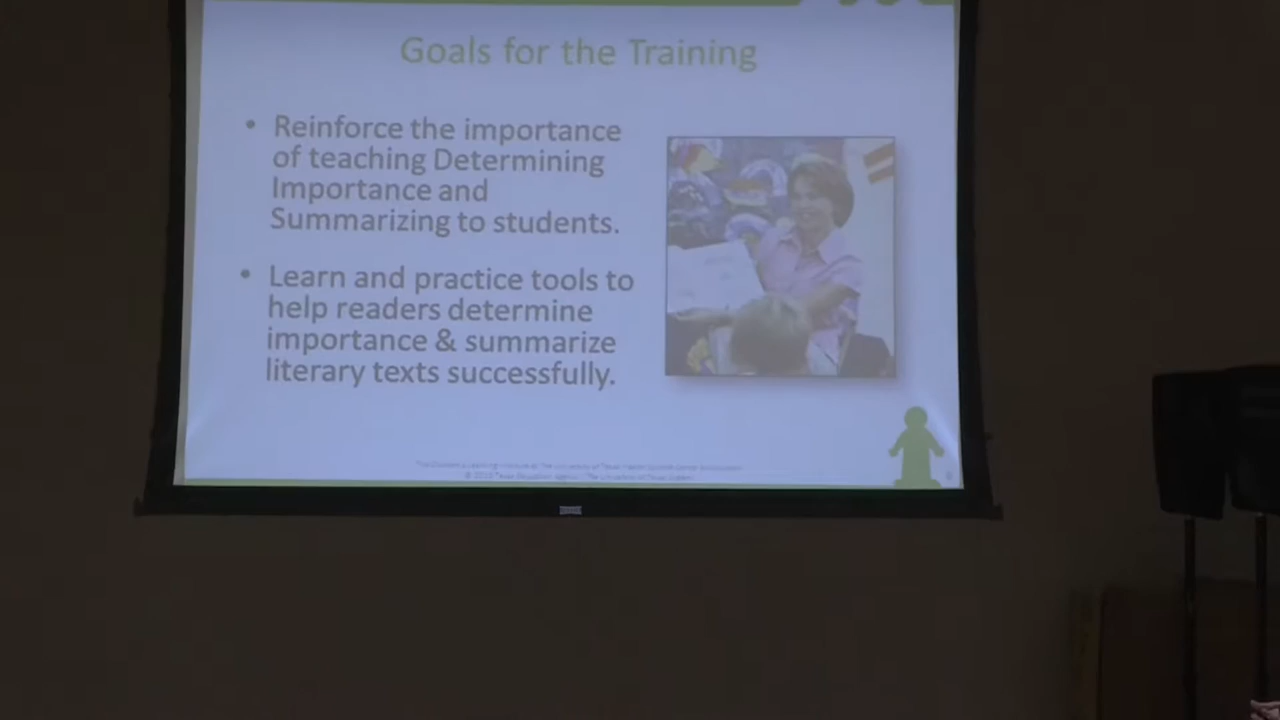 Goals for the Training
• Reinforce the importance
of teaching Determining
Importance and
Summarizing to students.
• Learn and practice tools to
help readers determine
importance & summarize
literary texts successfully.